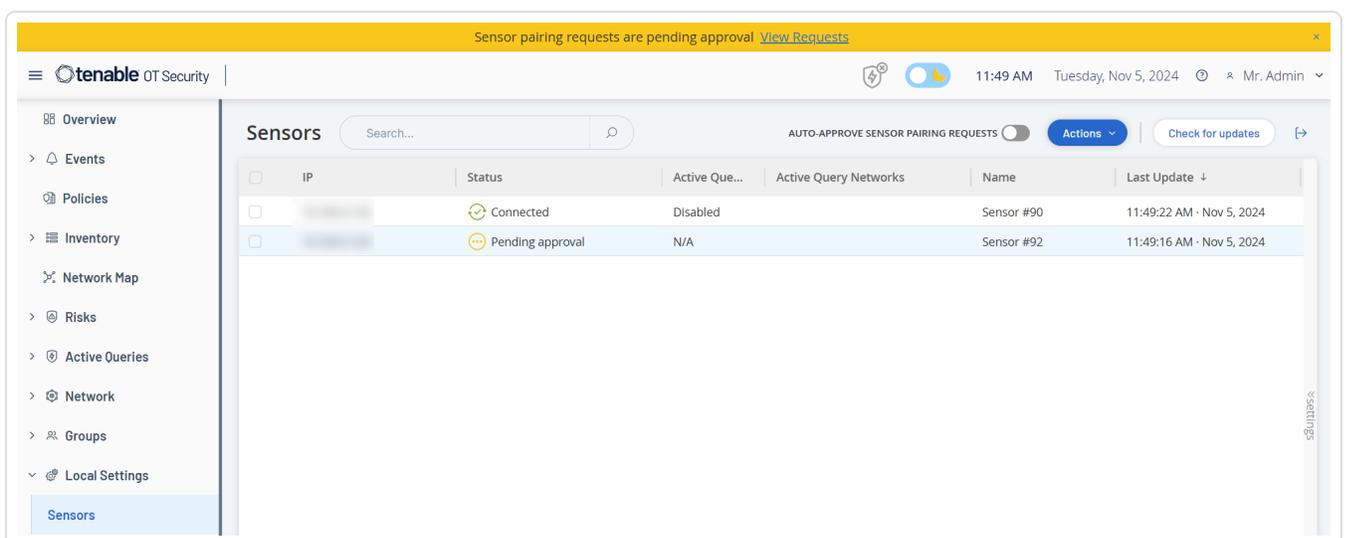 Sensor pairing requests are pending approval View Requests ×
tenable OT Security 11:49 AM Tuesday, Nov 5, 2024 Mr. Admin
Overview
Events
Policies
Inventory
Network Map
Risks
Active Queries
Network
Groups
Local Settings
Sensors
Sensors Search... AUTO-APPROVE SENSOR PAIRING REQUESTS Actions Check for updates
IP Status Active Que... Active Query Networks Name Last Update
Connected Disabled Sensor #90 11:49:22 AM · Nov 5, 2024
Pending approval N/A Sensor #92 11:49:16 AM · Nov 5, 2024
settings